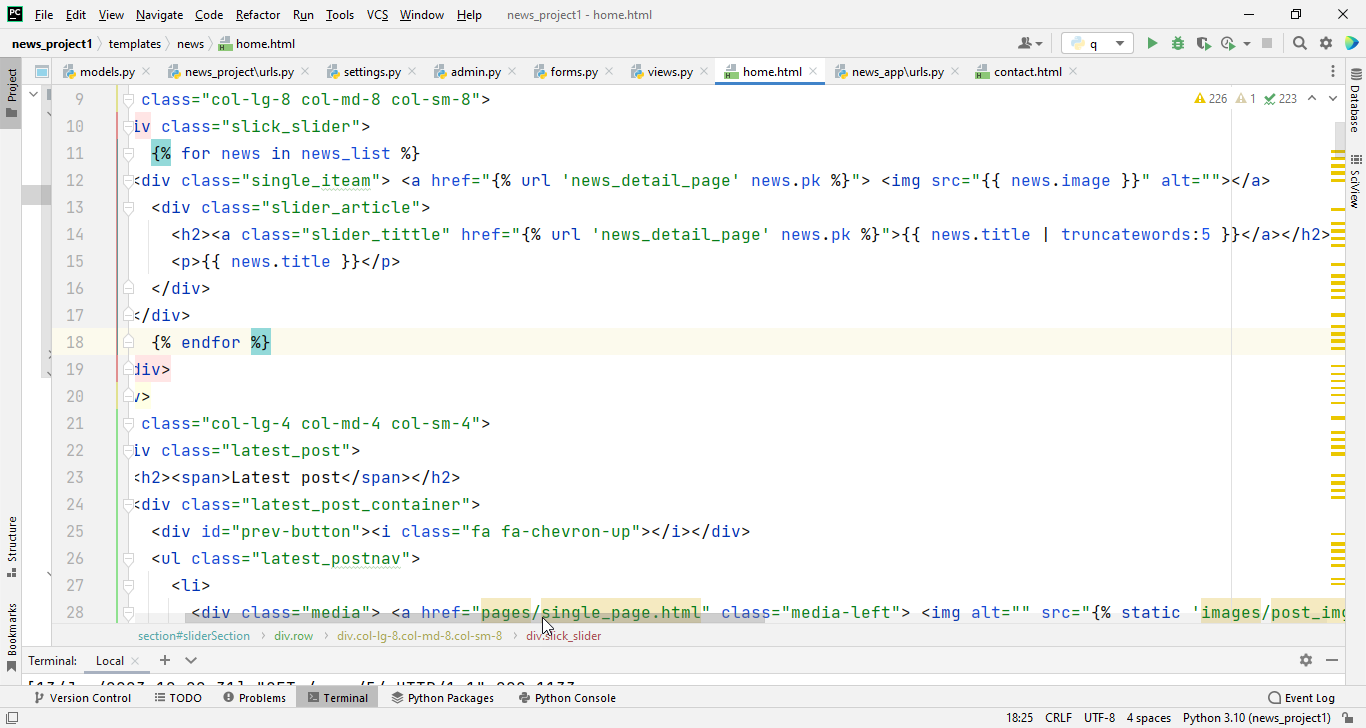 PC File Edit View Navigate Code Refactor Run Tools VCS Window Help news_project1 - home.html
news_project1 templates news home.html q
models.py news_project\urls.py settings.py admin.py forms.py views.py home.html news_app\urls.py contact.html
Project
Structure
Bookmarks
226 1 223
9 class="col-lg-8 col-md-8 col-sm-8">
10 iv class="slick_slider">
11 {% for news in news_list %}
12 <div class="single_iteam"> <a href="{% url 'news_detail_page' news.pk %}"> <img src="{{ news.image }}" alt=""></a>
13 <div class="slider_article">
14 <h2><a class="slider_tittle" href="{% url 'news_detail_page' news.pk %}">{{ news.title | truncatewords:5 }}</a></h2>
15 <p>{{ news.title }}</p>
16 </div>
17 </div>
18 {% endfor %}
19 div>
20 v>
21 class="col-lg-4 col-md-4 col-sm-4">
22 iv class="latest_post">
23 <h2><span>Latest post</span></h2>
24 <div class="latest_post_container">
25 <div id="prev-button"><i class="fa fa-chevron-up"></i></div>
26 <ul class="latest_postnav">
27 <li>
28 <div class="media"> <a href="pages/single_page.html" class="media-left"> <img alt="" src="{% static 'images/post_img
Database
SciView
section#sliderSection div.row div.col-lg-8.col-md-8.col-sm-8 div.slick_slider
Terminal: Local
Version Control TODO Problems Terminal Python Packages Python Console Event Log
18:25 CRLF UTF-8 4 spaces Python 3.10 (news_project1)